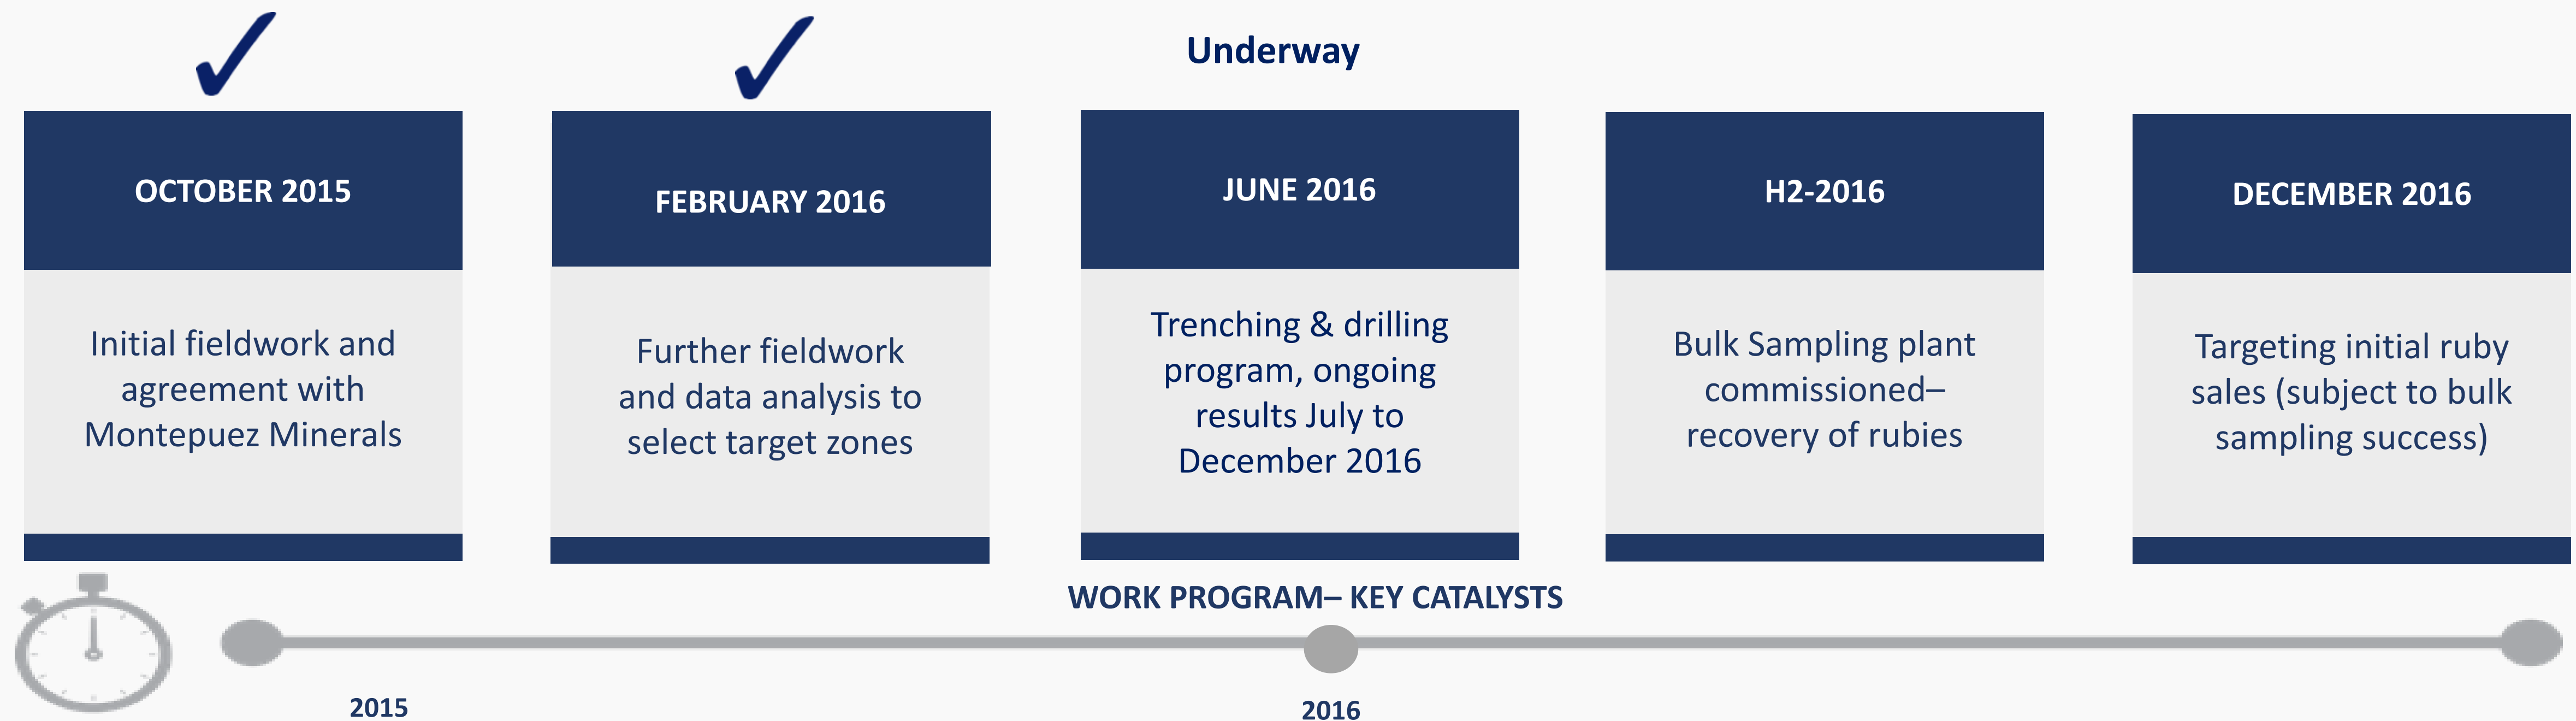 Underway
OCTOBER 2015
Initial fieldwork and
agreement with
Montepuez Minerals
FEBRUARY 2016
Further fieldwork
and data analysis to
select target zones
JUNE 2016
Trenching & drilling
program, ongoing
results July to
December 2016
H2-2016
Bulk Sampling plant
commissioned–
recovery of rubies
DECEMBER 2016
Targeting initial ruby
sales (subject to bulk
sampling success)
WORK PROGRAM– KEY CATALYSTS
2015
2016